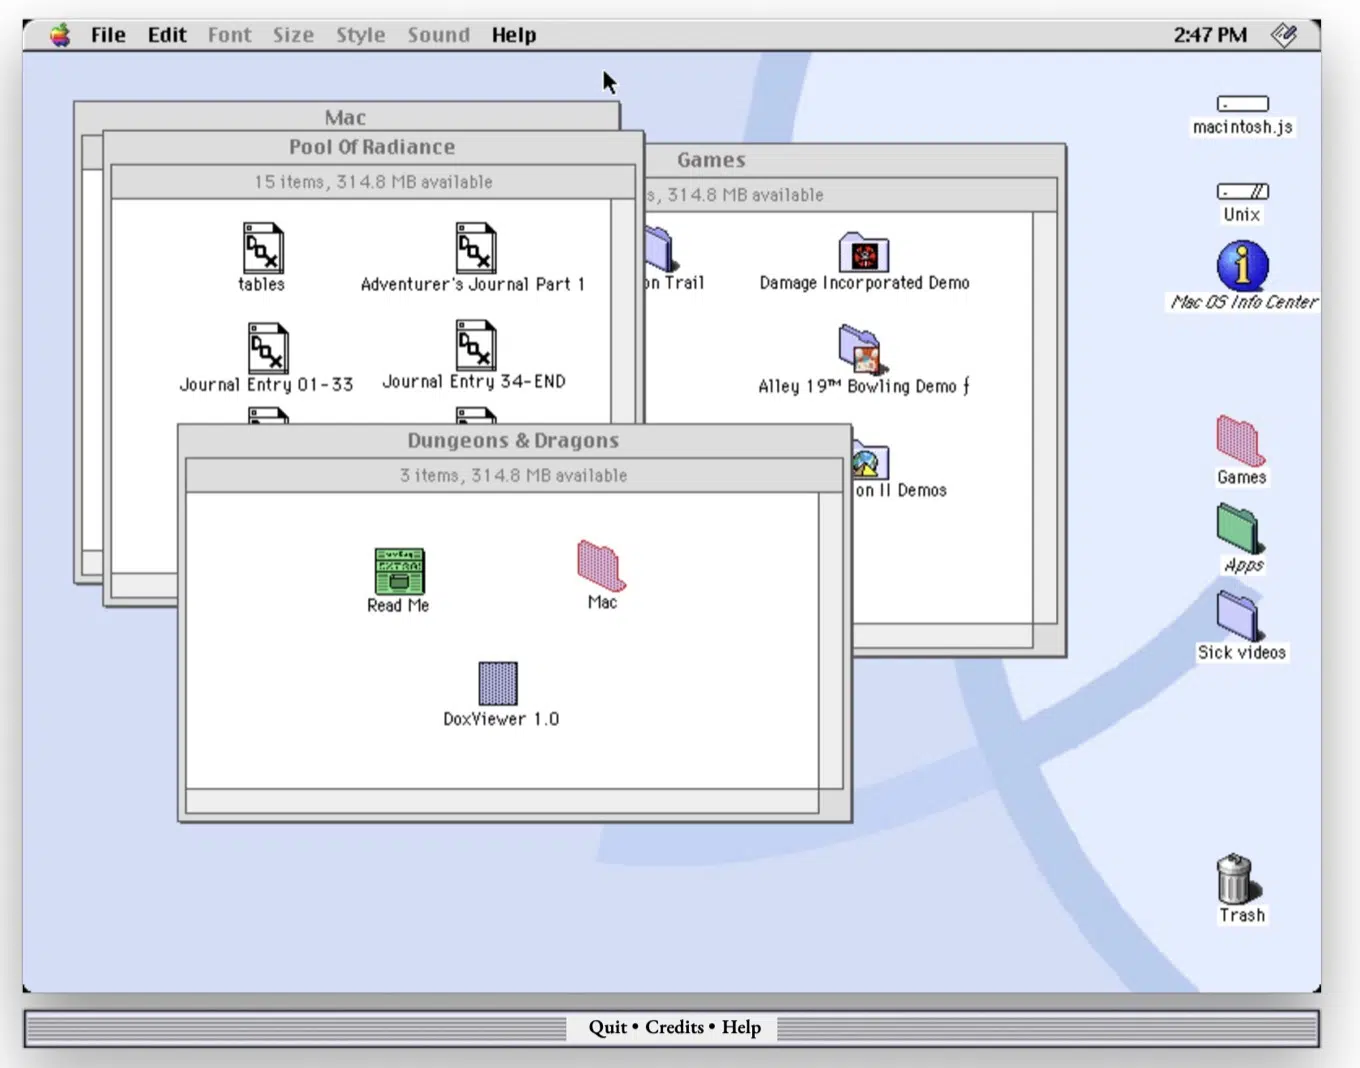 File Edit Font Size Style Sound Help
2:47 PM
Mac
Pool Of Radiance
15 items, 314.8 MB available
tables
Adventurer's Journal Part 1
Journal Entry 01-33
Journal Entry 34-END
Games
s, 314.8 MB available
on Trail
Damage Incorporated Demo
Alley 19™ Bowling Demo ƒ
on II Demos
Dungeons & Dragons
3 items, 314.8 MB available
Read Me
Mac
DoxViewer 1.0
macintosh.js
Unix
Mac OS Info Center
Games
Apps
Sick videos
Trash
Quit • Credits • Help